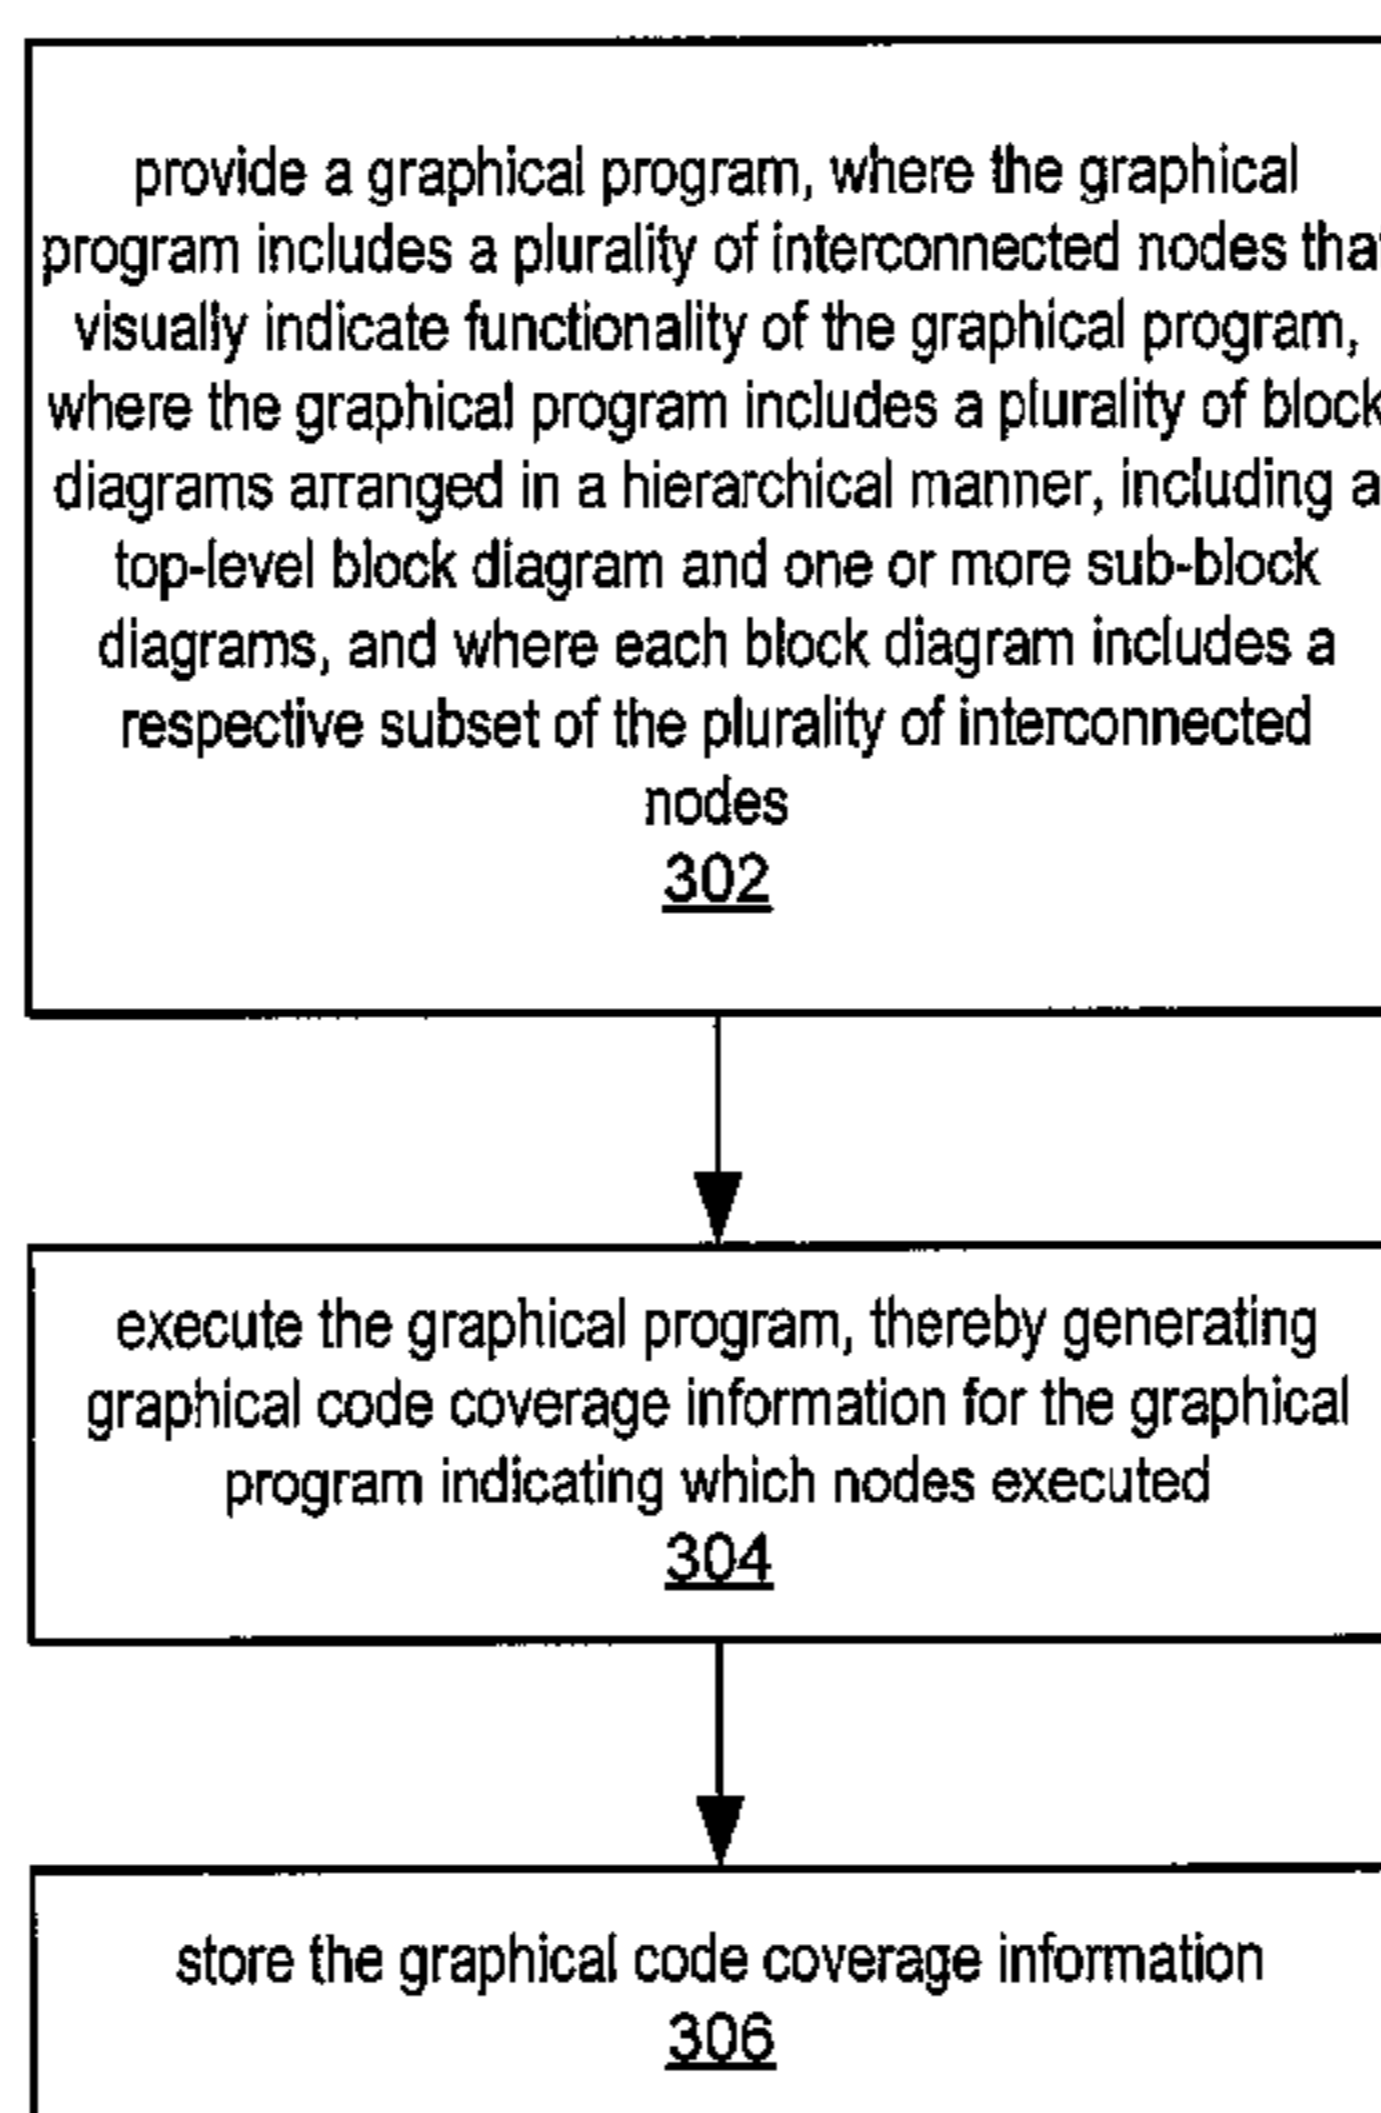 provide a graphical program, where the graphical
program includes a plurality of interconnected nodes that
visually indicate functionality of the graphical program,
where the graphical program includes a plurality of block
diagrams arranged in a hierarchical manner, including a
top-level block diagram and one or more sub-block
diagrams, and where each block diagram includes a
respective subset of the plurality of interconnected
nodes
302
execute the graphical program, thereby generating
graphical code coverage information for the graphical
program indicating which nodes executed
304
store the graphical code coverage information
306